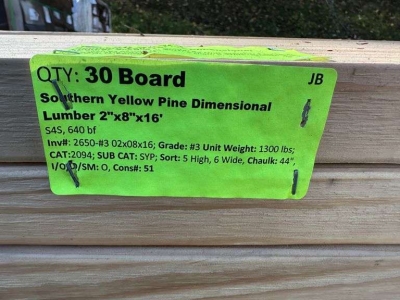 QTY: 30 Board JB
Southern Yellow Pine Dimensional
Lumber 2"x8"x16'
S4S, 640 bf
Inv#: 2650-#3 02x08x16; Grade: #3 Unit Weight: 1300 lbs;
CAT:2094; SUB CAT: SYP; Sort: 5 High, 6 Wide, Chaulk: 44",
I/O/D/SM: O, Cons#: 51